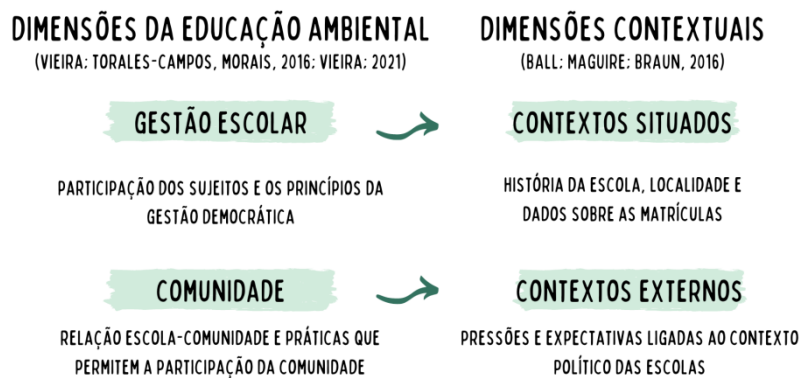 DIMENSÕES DA EDUCAÇÃO AMBIENTAL
(VIEIRA; TORALES-CAMPOS, MORAIS, 2016; VIEIRA; 2021)
DIMENSÕES CONTEXTUAIS
(BALL; MAGUIRE; BRAUN, 2016)
GESTÃO ESCOLAR
CONTEXTOS SITUADOS
PARTICIPAÇÃO DOS SUJEITOS E OS PRINCÍPIOS DA
GESTÃO DEMOCRÁTICA
HISTÓRIA DA ESCOLA, LOCALIDADE E
DADOS SOBRE AS MATRÍCULAS
COMUNIDADE
CONTEXTOS EXTERNOS
RELAÇÃO ESCOLA-COMUNIDADE E PRÁTICAS QUE
PERMITEM A PARTICIPAÇÃO DA COMUNIDADE
PRESSÕES E EXPECTATIVAS LIGADAS AO CONTEXTO
POLÍTICO DAS ESCOLAS